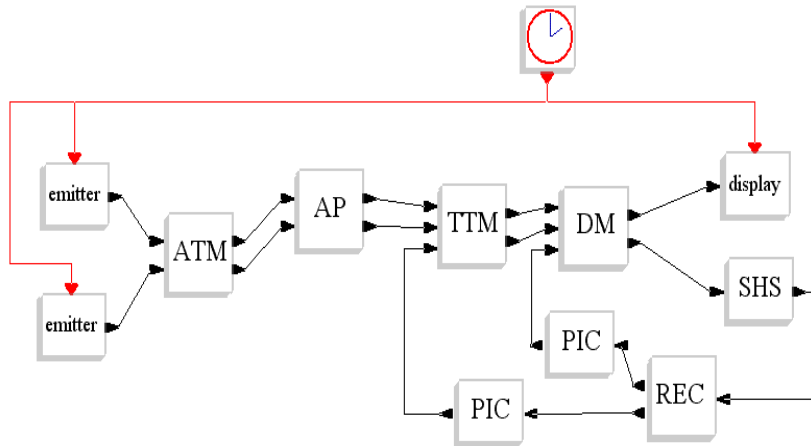 emitter
ATM
AP
TTM
DM
display
emitter
SHS
PIC
REC
PIC